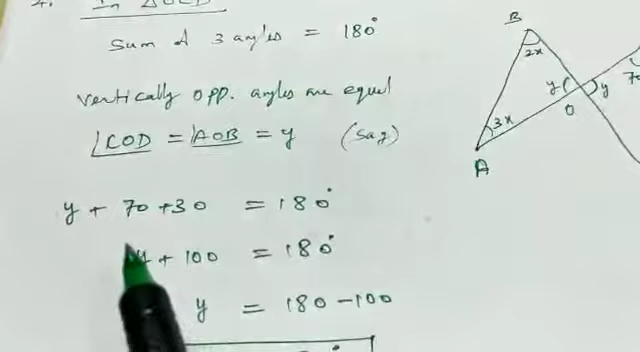 4.
Sum of 3 angles = 180°
Vertically opp. angles are equal
∠COD = ∠AOB = y (say)
y + 70 + 30 = 180°
y + 100 = 180°
y = 180 - 100
B
2x
y y
O
3x
A